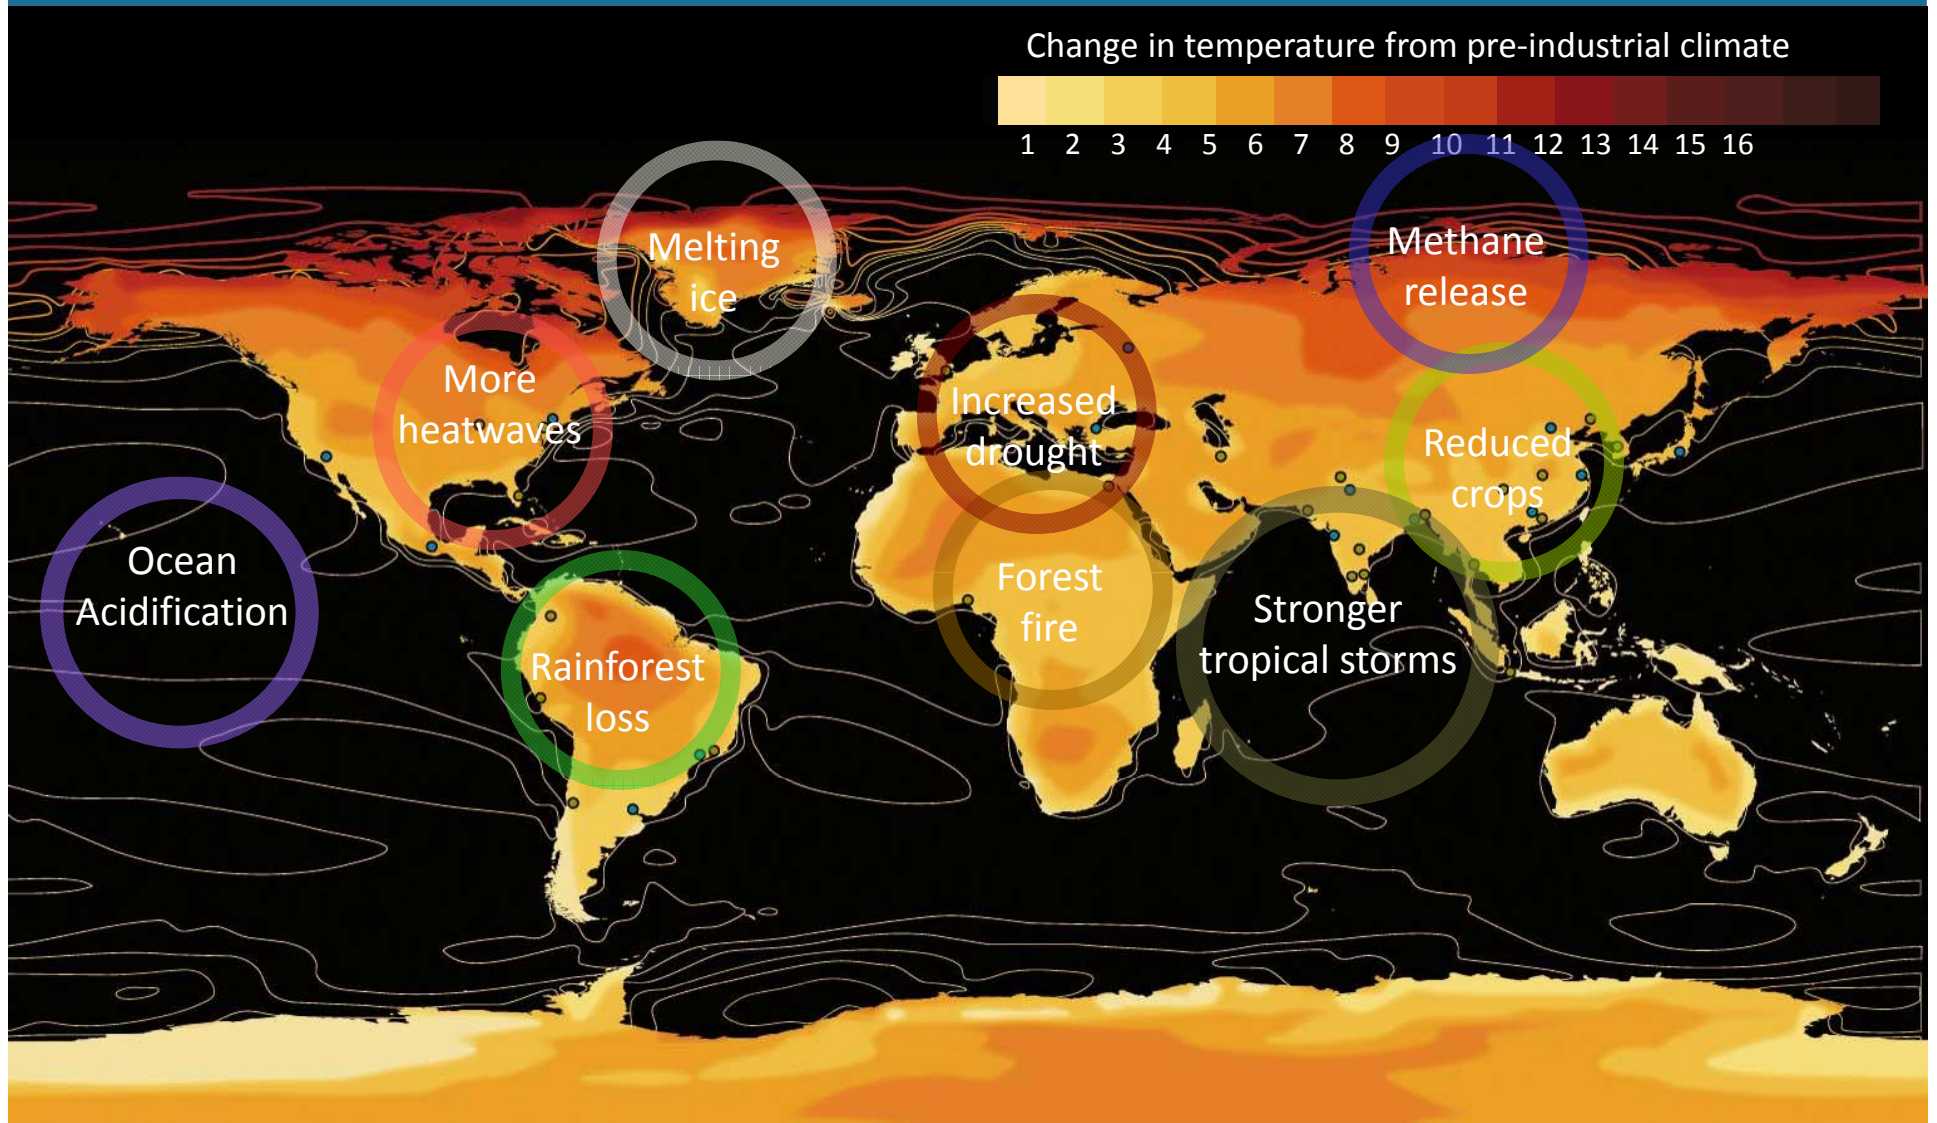 Change in temperature from pre-industrial climate
1 2 3 4 5 6 7 8 9 10 11 12 13 14 15 16
Melting
ice
Methane
release
More
heatwaves
Increased
drought
Reduced
crops
Ocean
Acidification
Forest
fire
Stronger
tropical storms
Rainforest
loss